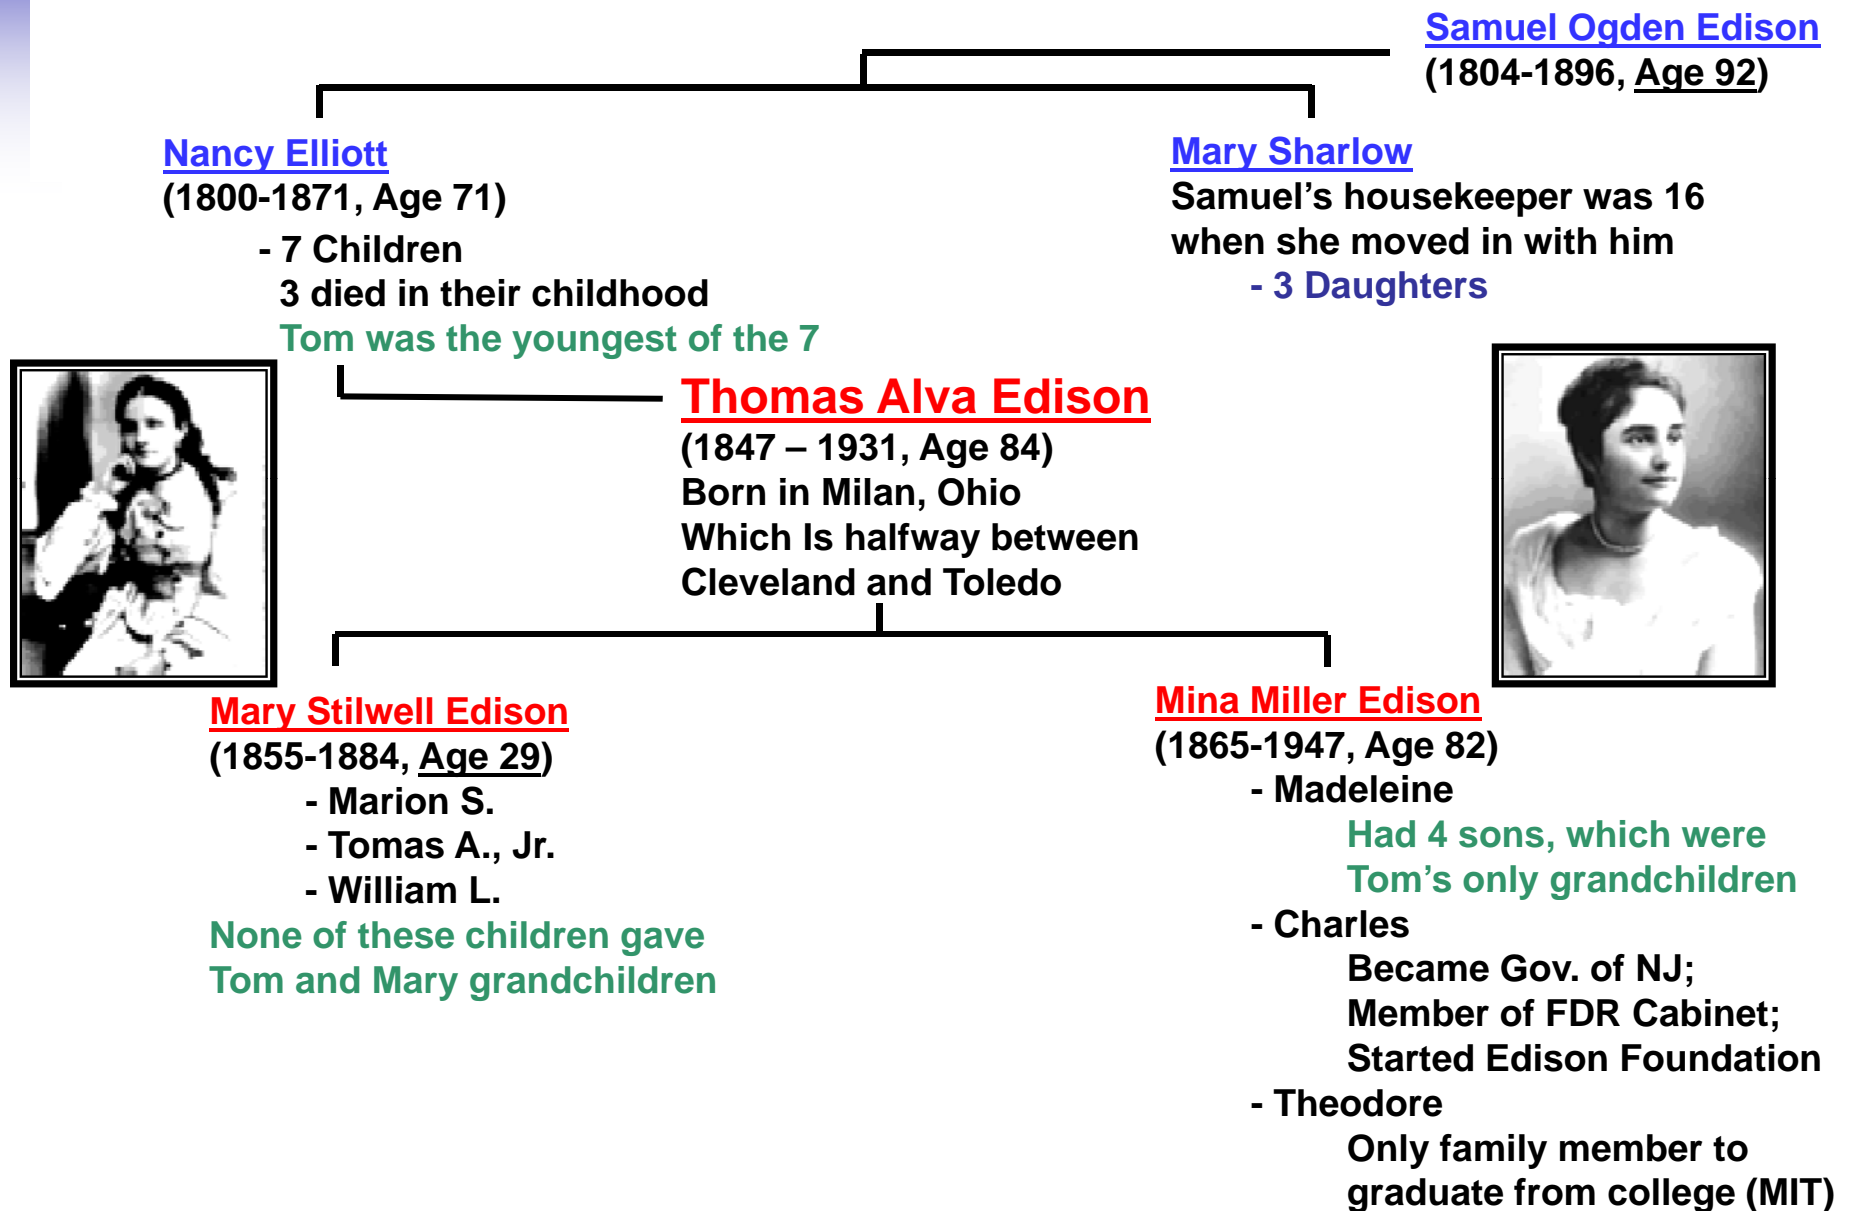 Samuel Ogden Edison
(1804-1896, Age 92)
Nancy Elliott
(1800-1871, Age 71)
- 7 Children
3 died in their childhood
Tom was the youngest of the 7
Mary Sharlow
Samuel’s housekeeper was 16
when she moved in with him
- 3 Daughters
Thomas Alva Edison
(1847 – 1931, Age 84)
Born in Milan, Ohio
Which Is halfway between
Cleveland and Toledo
Mary Stilwell Edison
(1855-1884, Age 29)
- Marion S.
- Tomas A., Jr.
- William L.
None of these children gave
Tom and Mary grandchildren
Mina Miller Edison
(1865-1947, Age 82)
- Madeleine
Had 4 sons, which were
Tom’s only grandchildren
- Charles
Became Gov. of NJ;
Member of FDR Cabinet;
Started Edison Foundation
- Theodore
Only family member to
graduate from college (MIT)